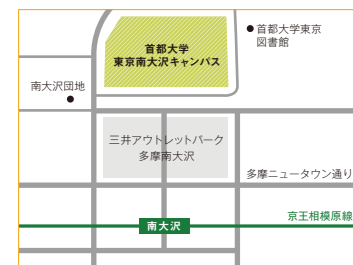 首都大学
東京南大沢キャンパス
首都大学東京
図書館
南大沢団地
三井アウトレットパーク
多摩南大沢
多摩ニュータウン通り
京王相模原線
南大沢